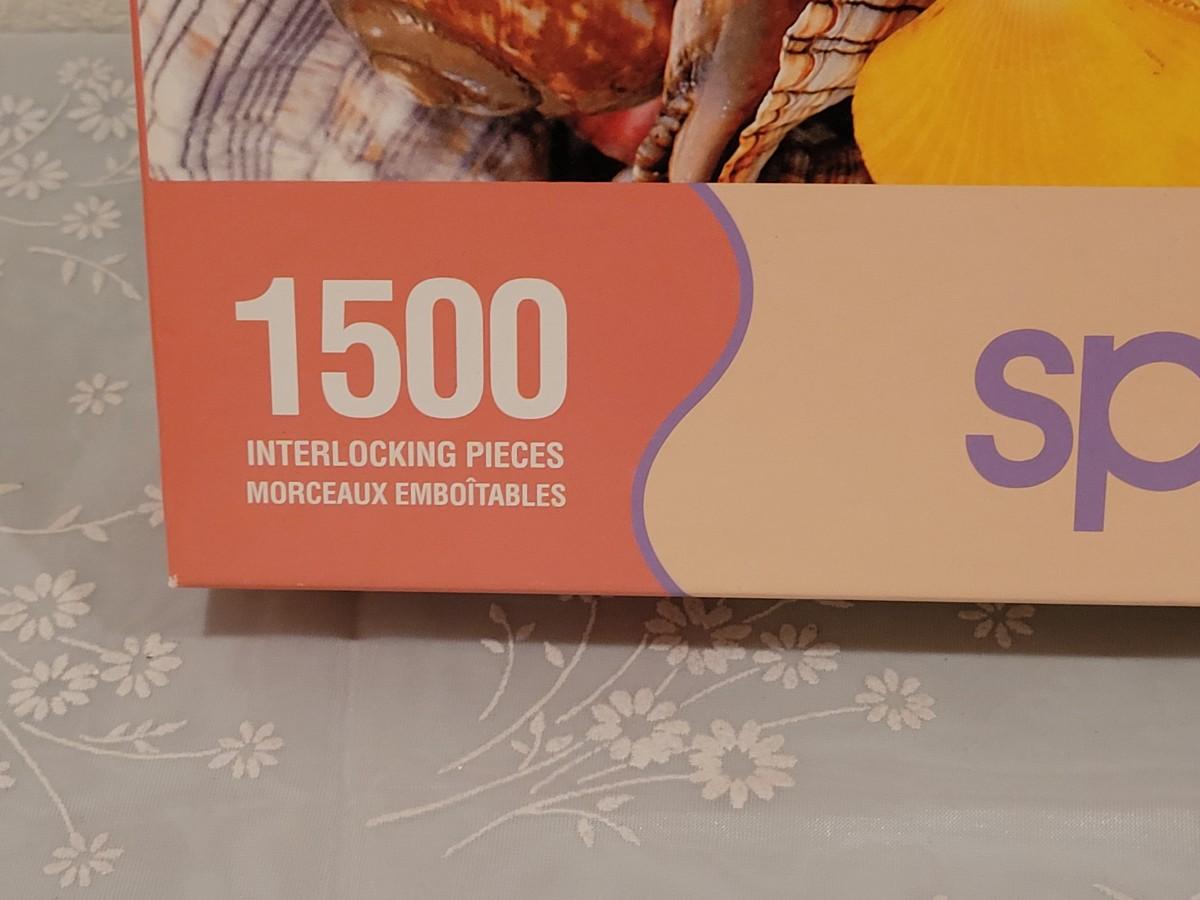 1500
INTERLOCKING PIECES
MORCEAUX EMBOÎTABLES
sp